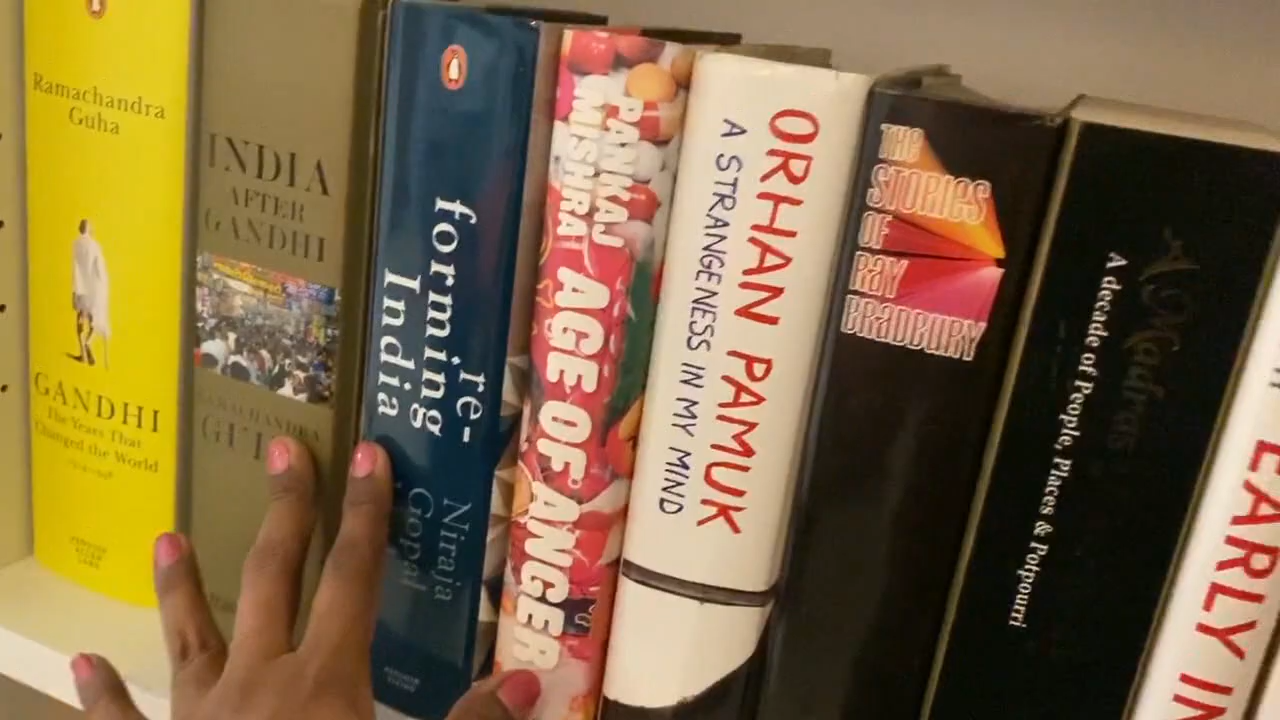 Ramachandra
Guha
GANDHI
The Years That
Changed the World
INDIA
AFTER
GANDHI
RAMACHANDRA
re-
forming
India
Niraja
Gopal
PANKAJ
MISHRA
AGE OF ANGER
ORHAN PAMUK
A STRANGENESS IN MY MIND
THE
STORIES
OF
RAY
BRADBURY
Madras
A decade of People, Places & Potpourri
EARLY